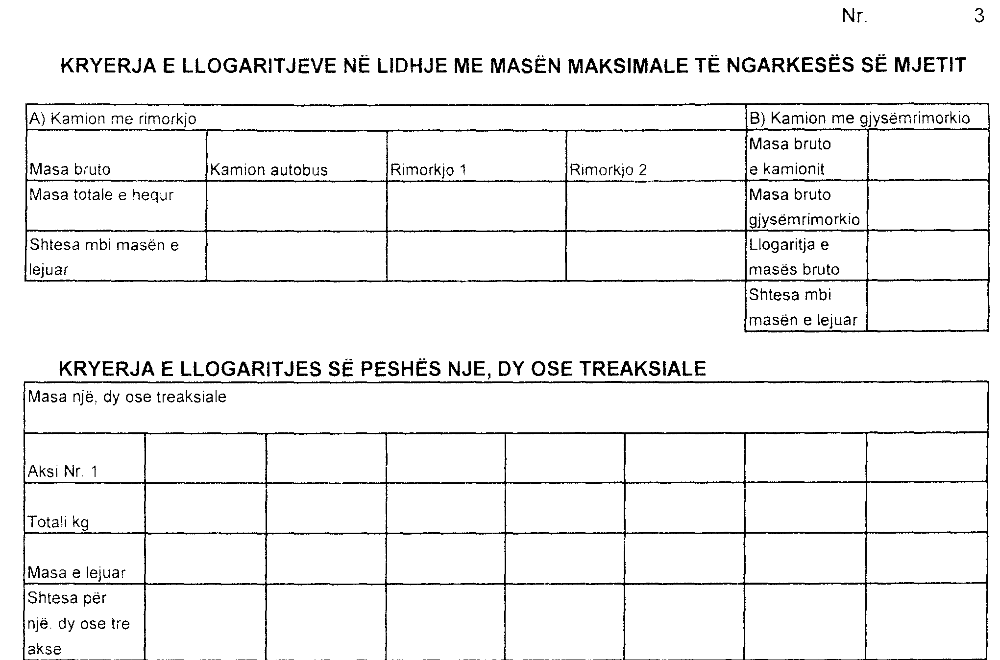 Nr. 3
KRYERJA E LLOGARITJEVE NË LIDHJE ME MASËN MAKSIMALE TË NGARKESËS SË MJETIT
A) Kamion me rimorkjo
B) Kamion me gjysëmrimorkio
Masa bruto
Kamion autobus
Rimorkjo 1
Rimorkjo 2
Masa bruto
e kamionit
Masa totale e hequr
Masa bruto
gjysëmrimorkio
Shtesa mbi masën e
lejuar
Llogaritja e
masës bruto
Shtesa mbi
masën e lejuar
KRYERJA E LLOGARITJES SË PESHËS NJE, DY OSE TREAKSIALE
Masa një, dy ose treaksiale
Aksi Nr. 1
Totali kg
Masa e lejuar
Shtesa për
një. dy ose tre
akse